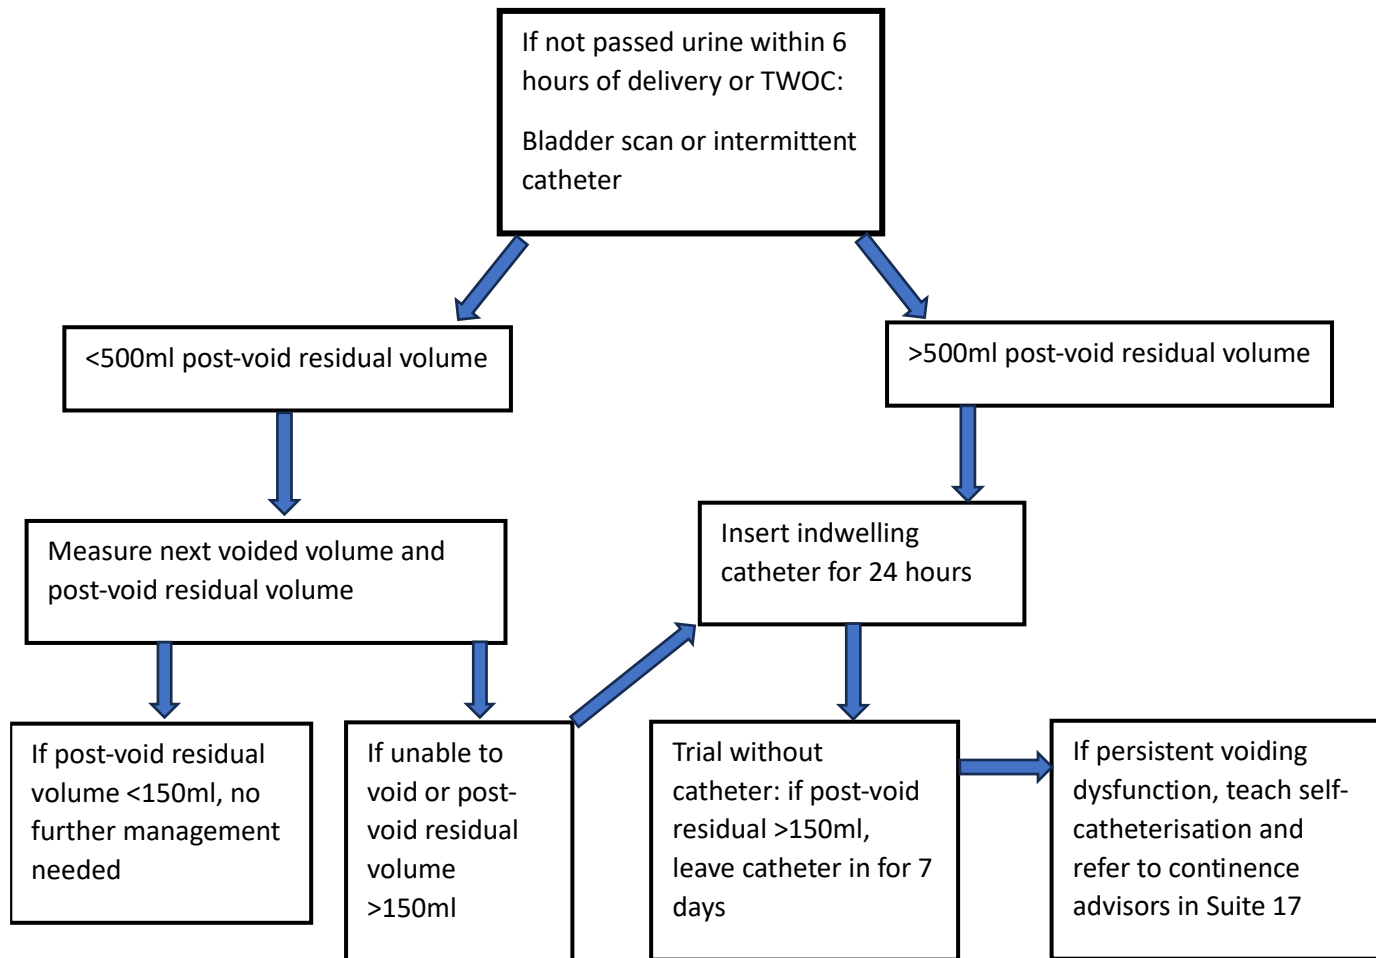 If not passed urine within 6
hours of delivery or TWOC:
Bladder scan or intermittent
catheter
<500ml post-void residual volume
>500ml post-void residual volume
Measure next voided volume and
post-void residual volume
Insert indwelling
catheter for 24 hours
If post-void residual
volume <150ml, no
further management
needed
If unable to
void or post-
void residual
volume
>150ml
Trial without
catheter: if post-void
residual >150ml,
leave catheter in for 7
days
If persistent voiding
dysfunction, teach self-
catheterisation and
refer to continence
advisors in Suite 17